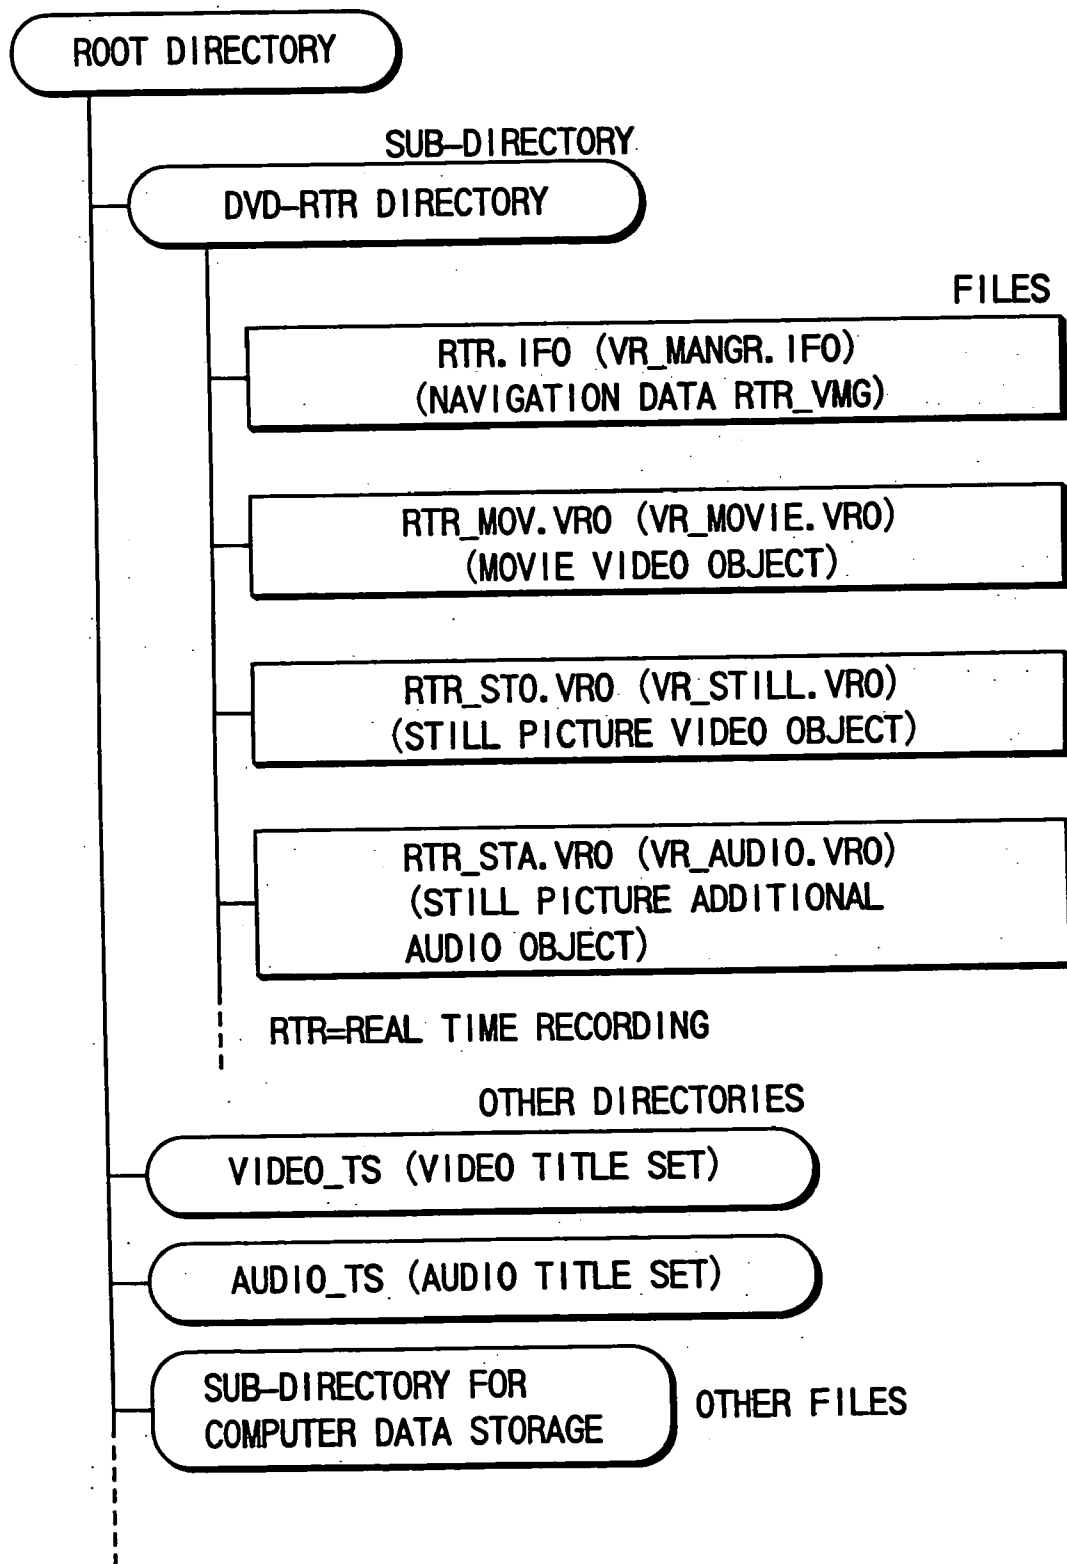 ROOT DIRECTORY
SUB-DIRECTORY
DVD-RTR DIRECTORY
FILES
RTR.IFO (VR_MANGR.IFO)
(NAVIGATION DATA RTR_VMG)
RTR_MOV.VRO (VR_MOVIE.VRO)
(MOVIE VIDEO OBJECT)
RTR_STO.VRO (VR_STILL.VRO)
(STILL PICTURE VIDEO OBJECT)
RTR_STA.VRO (VR_AUDIO.VRO)
(STILL PICTURE ADDITIONAL
AUDIO OBJECT)
RTR=REAL TIME RECORDING
OTHER DIRECTORIES
VIDEO_TS (VIDEO TITLE SET)
AUDIO_TS (AUDIO TITLE SET)
SUB-DIRECTORY FOR
COMPUTER DATA STORAGE
OTHER FILES